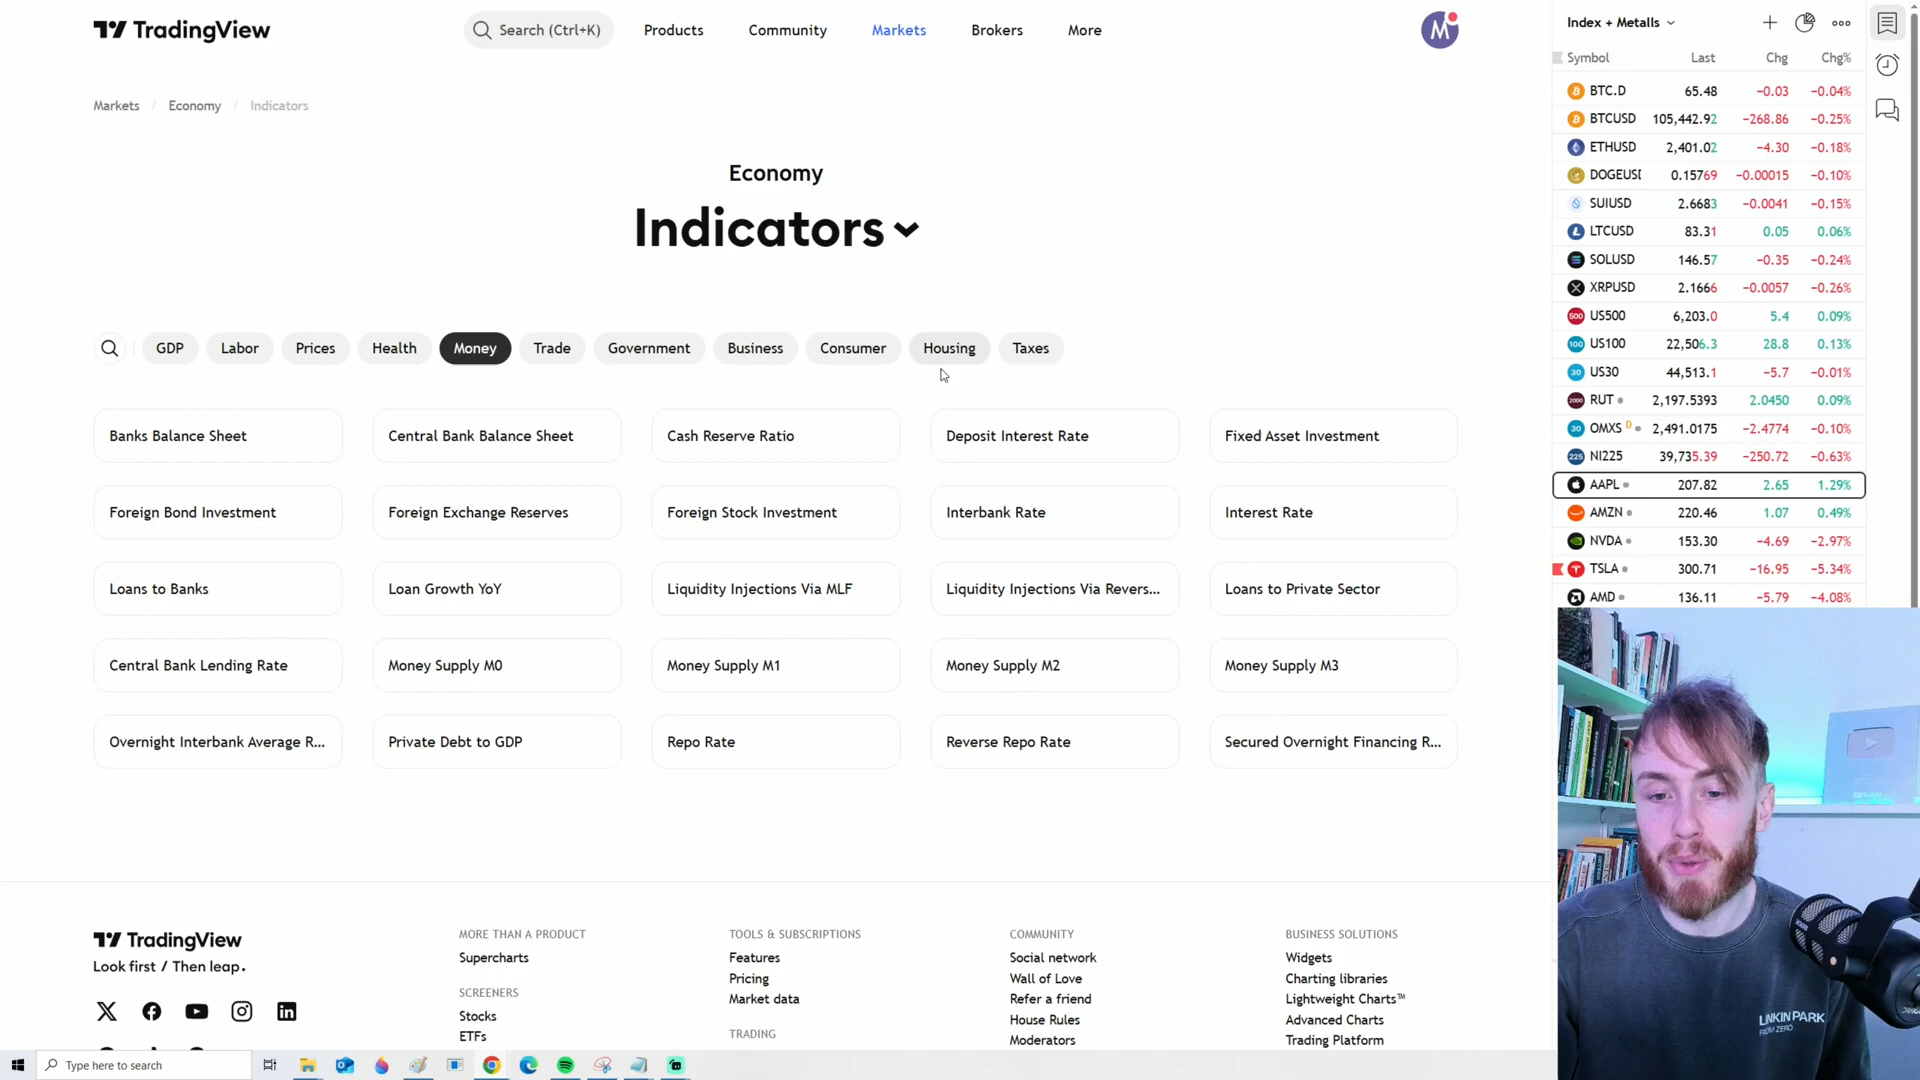 TradingView
Search (Ctrl+K)
Products
Community
Markets
Brokers
More
M
Markets / Economy / Indicators
Economy
Indicators
GDP
Labor
Prices
Health
Money
Trade
Government
Business
Consumer
Housing
Taxes
Banks Balance Sheet
Central Bank Balance Sheet
Cash Reserve Ratio
Deposit Interest Rate
Fixed Asset Investment
Foreign Bond Investment
Foreign Exchange Reserves
Foreign Stock Investment
Interbank Rate
Interest Rate
Loans to Banks
Loan Growth YoY
Liquidity Injections Via MLF
Liquidity Injections Via Revers...
Loans to Private Sector
Central Bank Lending Rate
Money Supply M0
Money Supply M1
Money Supply M2
Money Supply M3
Overnight Interbank Average R...
Private Debt to GDP
Repo Rate
Reverse Repo Rate
Secured Overnight Financing R...
TradingView
Look first / Then leap.
MORE THAN A PRODUCT
Supercharts
SCREENERS
Stocks
ETFs
TOOLS & SUBSCRIPTIONS
Features
Pricing
Market data
TRADING
COMMUNITY
Social network
Wall of Love
Refer a friend
House Rules
Moderators
BUSINESS SOLUTIONS
Widgets
Charting libraries
Lightweight Charts™
Advanced Charts
Trading Platform
Index + Metalls
Symbol Last Chg Chg%
BTC.D 65.48 −0.03 −0.04%
BTCUSD 105,442.92 −268.86 −0.25%
ETHUSD 2,401.02 −4.30 −0.18%
DOGEUSD 0.15769 −0.00015 −0.10%
SUIUSD 2.6683 −0.0041 −0.15%
LTCUSD 83.31 0.05 0.06%
SOLUSD 146.57 −0.35 −0.24%
XRPUSD 2.1666 −0.0057 −0.26%
500 US500 6,203.0 5.4 0.09%
100 US100 22,506.3 28.8 0.13%
30 US30 44,513.1 −5.7 −0.01%
2000 RUT 2,197.5393 2.0450 0.09%
30 OMXS D 2,491.0175 −2.4774 −0.10%
225 NI225 39,735.39 −250.72 −0.63%
AAPL 207.82 2.65 1.29%
AMZN 220.46 1.07 0.49%
NVDA 153.30 −4.69 −2.97%
TSLA 300.71 −16.95 −5.34%
AMD 136.11 −5.79 −4.08%
LINKIN PARK
FROM ZERO
Type here to search